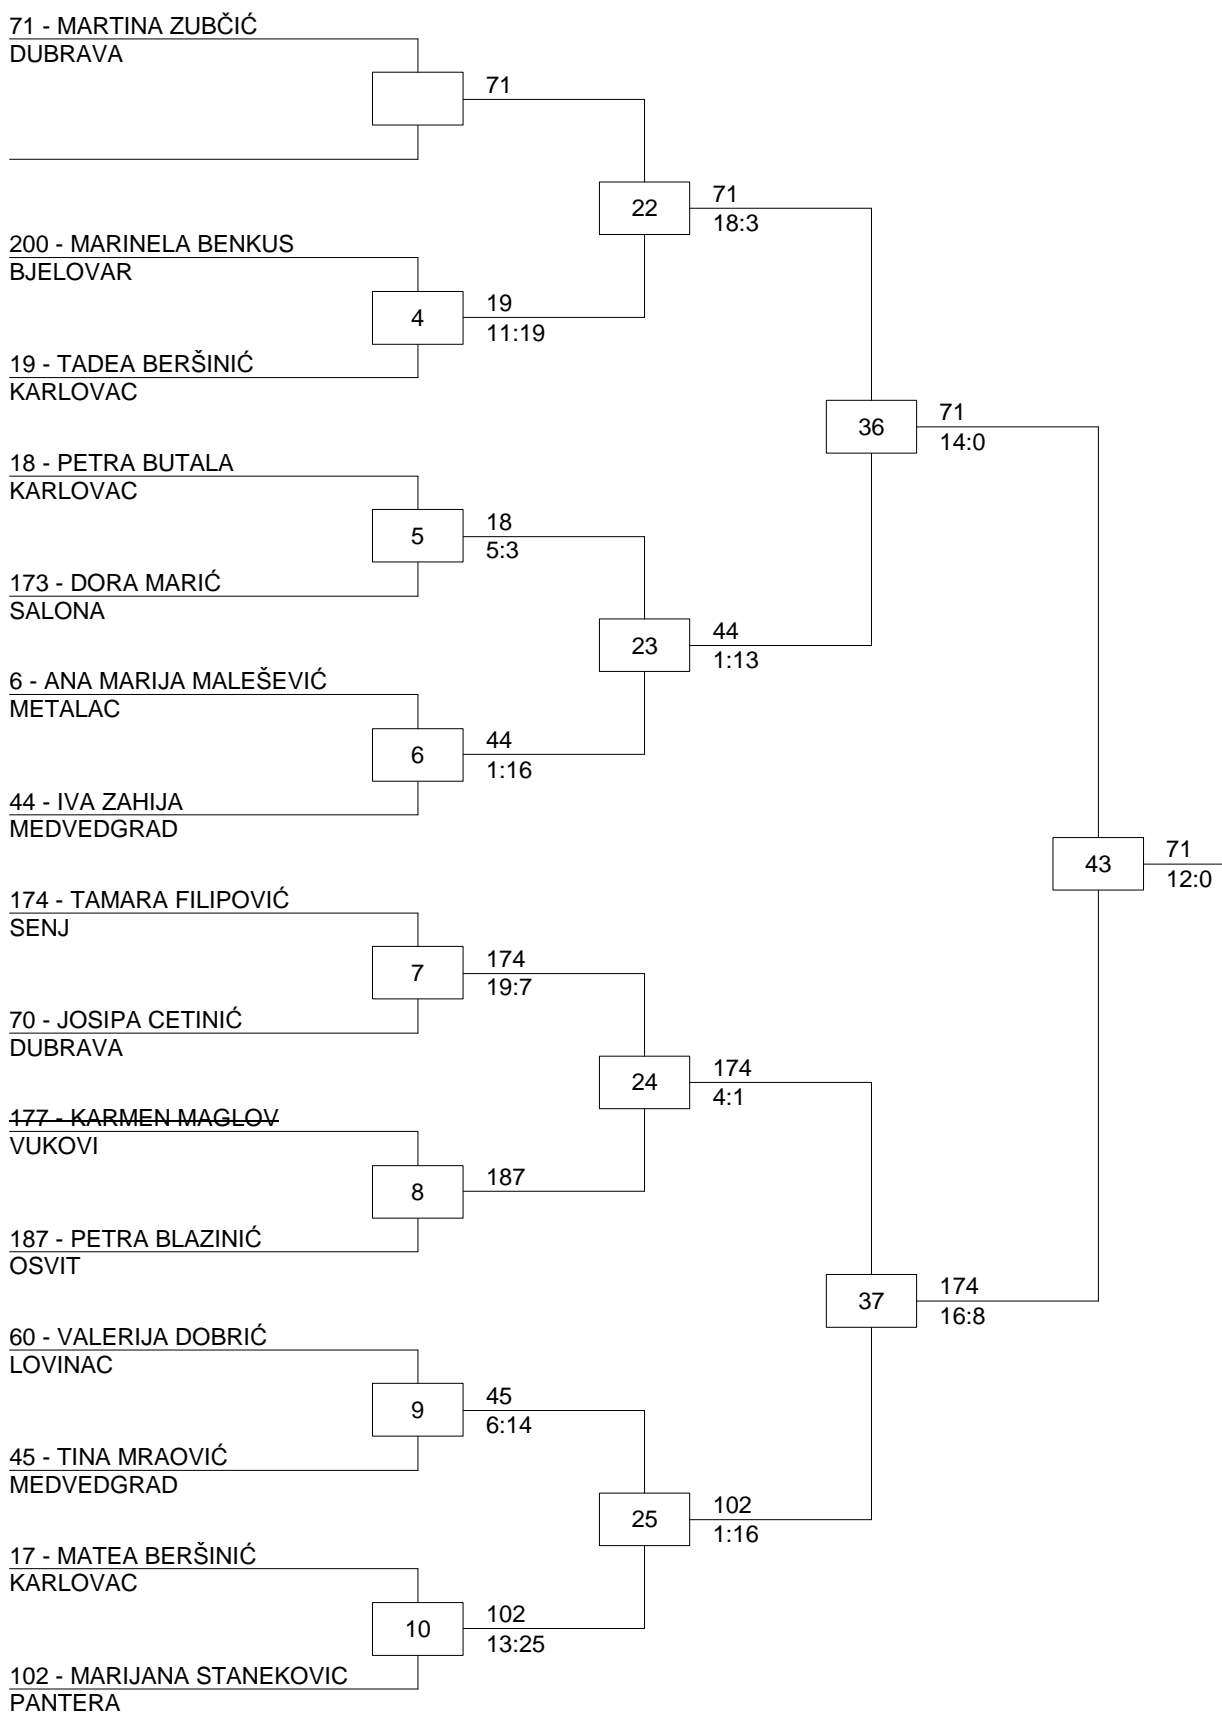 71 - MARTINA ZUBČIĆ
DUBRAVA
71
22
71
18:3
200 - MARINELA BENKUS
BJELOVAR
4
19
11:19
19 - TADEA BERŠINIĆ
KARLOVAC
36
71
14:0
18 - PETRA BUTALA
KARLOVAC
5
18
5:3
173 - DORA MARIĆ
SALONA
23
44
1:13
6 - ANA MARIJA MALEŠEVIĆ
METALAC
6
44
1:16
44 - IVA ZAHIJA
MEDVEDGRAD
43
71
12:0
174 - TAMARA FILIPOVIĆ
SENJ
7
174
19:7
70 - JOSIPA CETINIĆ
DUBRAVA
24
174
4:1
177 - KARMEN MAGLOV
VUKOVI
8
187
187 - PETRA BLAZINIĆ
OSVIT
37
174
16:8
60 - VALERIJA DOBRIĆ
LOVINAC
9
45
6:14
45 - TINA MRAOVIĆ
MEDVEDGRAD
25
102
1:16
17 - MATEA BERŠINIĆ
KARLOVAC
10
102
13:25
102 - MARIJANA STANEKOVIC
PANTERA